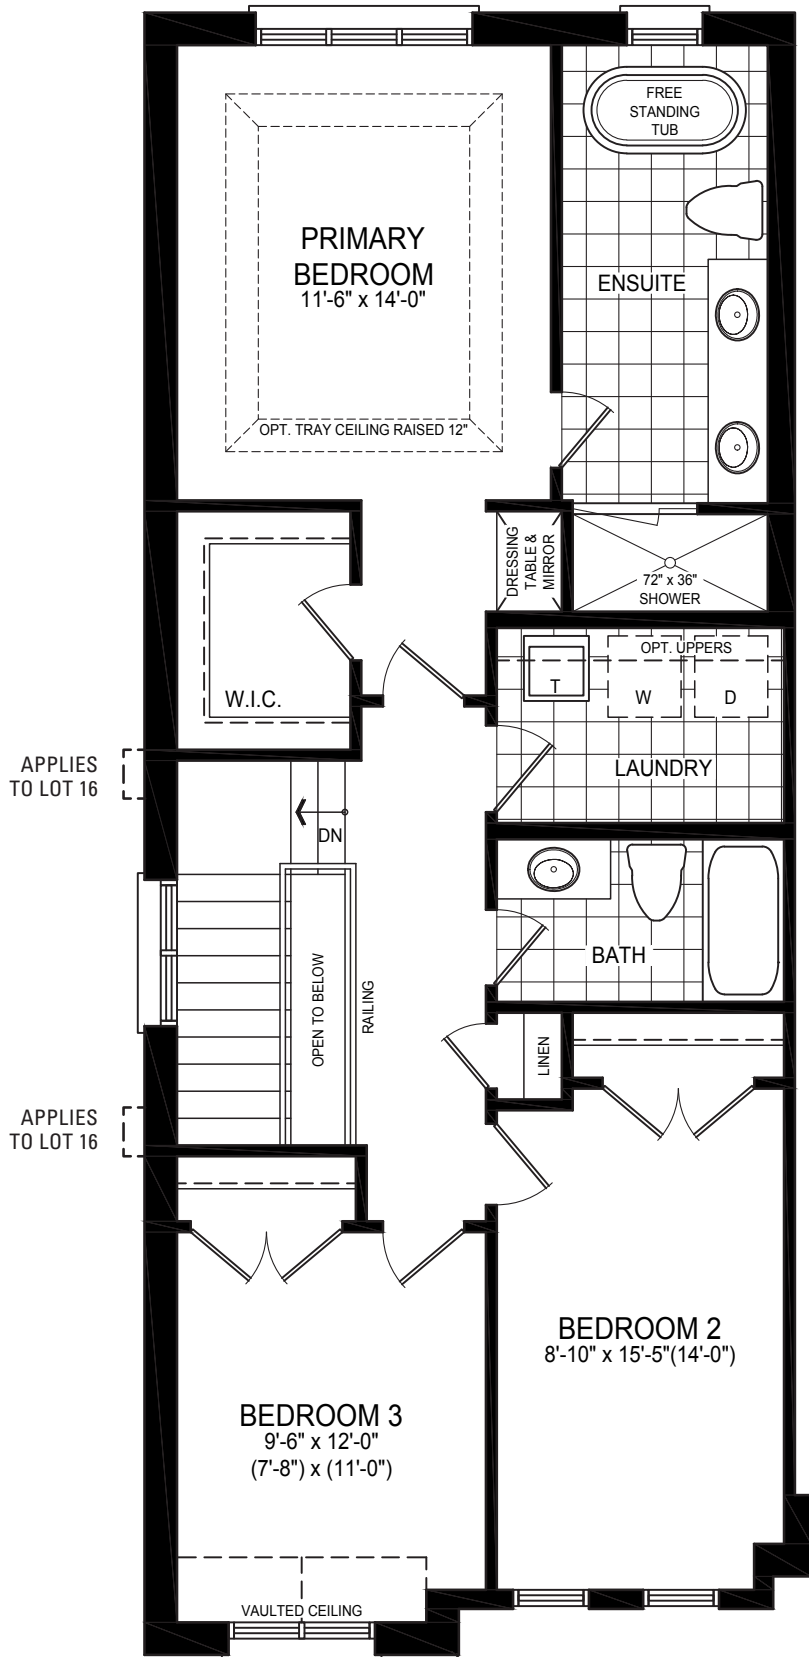 FREE
STANDING
TUB
PRIMARY
BEDROOM
11'-6" x 14'-0"
ENSUITE
OPT. TRAY CEILING RAISED 12"
DRESSING
TABLE &
MIRROR
72" x 36"
SHOWER
OPT. UPPERS
T
W
D
W.I.C.
LAUNDRY
APPLIES
TO LOT 16
DN
BATH
OPEN TO BELOW
RAILING
LINEN
APPLIES
TO LOT 16
BEDROOM 2
8'-10" x 15'-5"(14'-0")
BEDROOM 3
9'-6" x 12'-0"
(7'-8") x (11'-0")
VAULTED CEILING